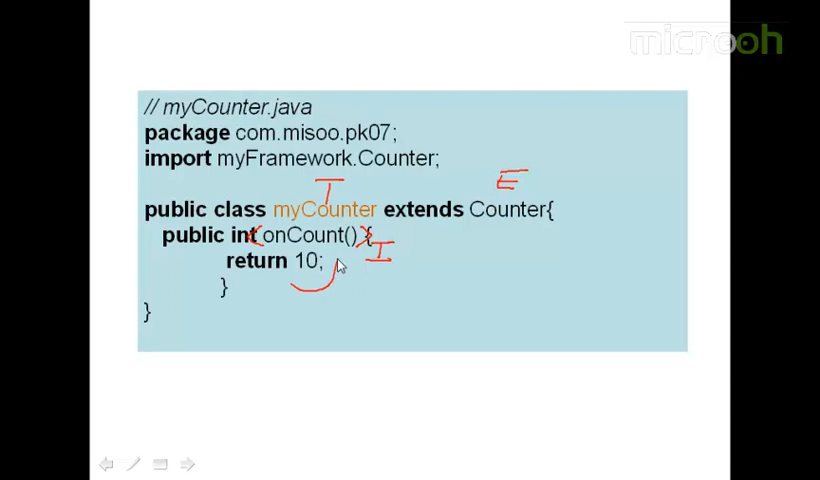 microoh
// myCounter.java
package com.misoo.pk07;
import myFramework.Counter;
T
E
public class myCounter extends Counter{
public int <onCount()> {
I
return 10;
}
}